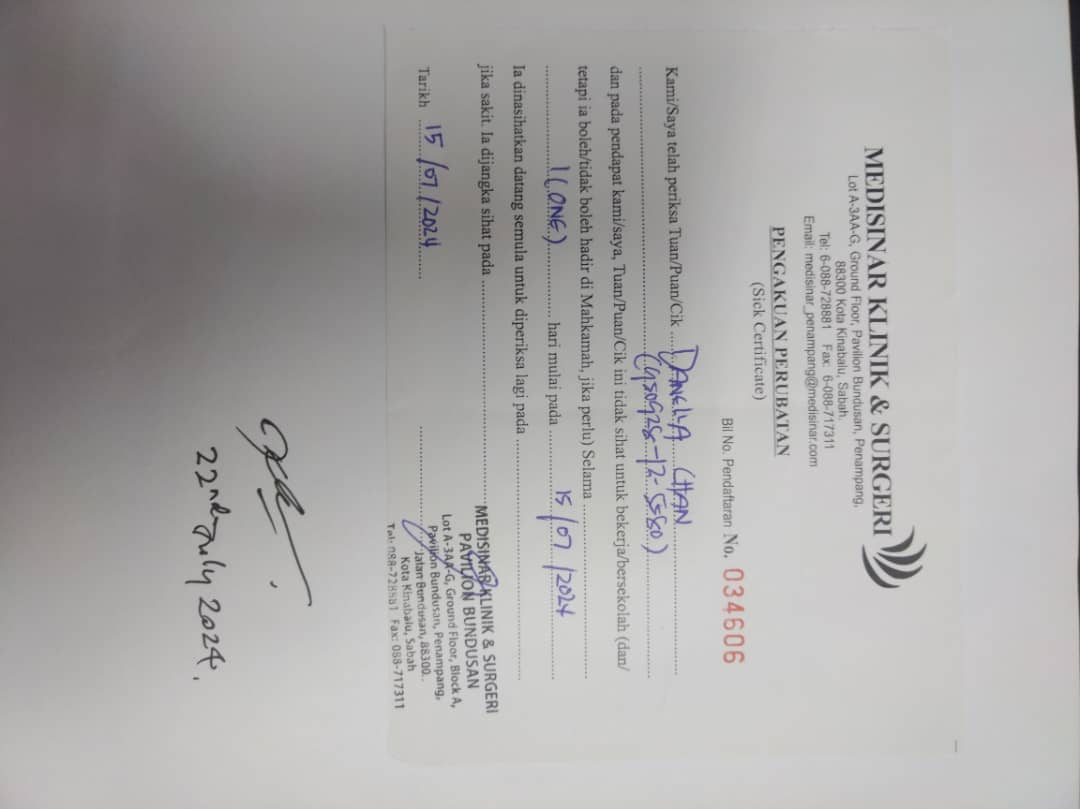 MEDISINAR KLINIK & SURGERI
Lot A-3AA-G, Ground Floor, Pavilion Bundusan, Penampang,
88300 Kota Kinabalu, Sabah.
Tel: 6-088-728881 Fax: 6-088-717311
Email: medisinar_penampang@medisinar.com
PENGAKUAN PERUBATAN
(Sick Certificate)
Bil No. Pendaftaran No. 034606
Kami/Saya telah periksa Tuan/Puan/Cik DANELIA CHAN
dan pada pendapat kami/saya, Tuan/Puan/Cik ini tidak sihat untuk bekerja/bersekolah (dan/
tetapi ia boleh/tidak boleh hadir di Mahkamah, jika perlu) Selama
1 (ONE) hari mulai pada 15/07/2024
Ia dinasihatkan datang semula untuk diperiksa lagi pada
jika sakit. Ia dijangka sihat pada
Tarikh 15/07/2024
MEDISINAR KLINIK & SURGERI
PAVILION BUNDUSAN
Lot A-3AA-G, Ground Floor, Block A,
Pavilion Bundusan, Penampang,
Jalan Bundusan, 88300.
Kota Kinabalu, Sabah
Tel: 088-728881 Fax: 088-717311
22nd July 2024.